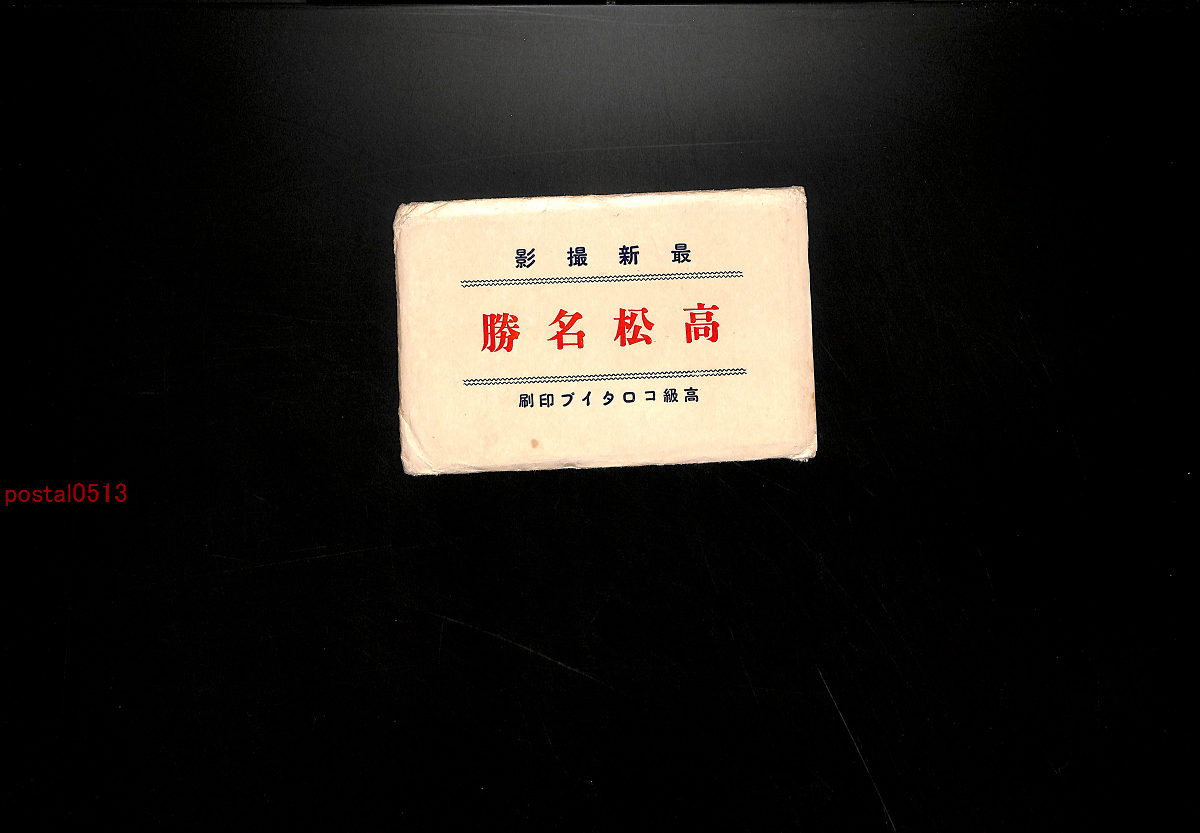 最新撮影
高松名勝
高級コロタイプ印刷
postal0513